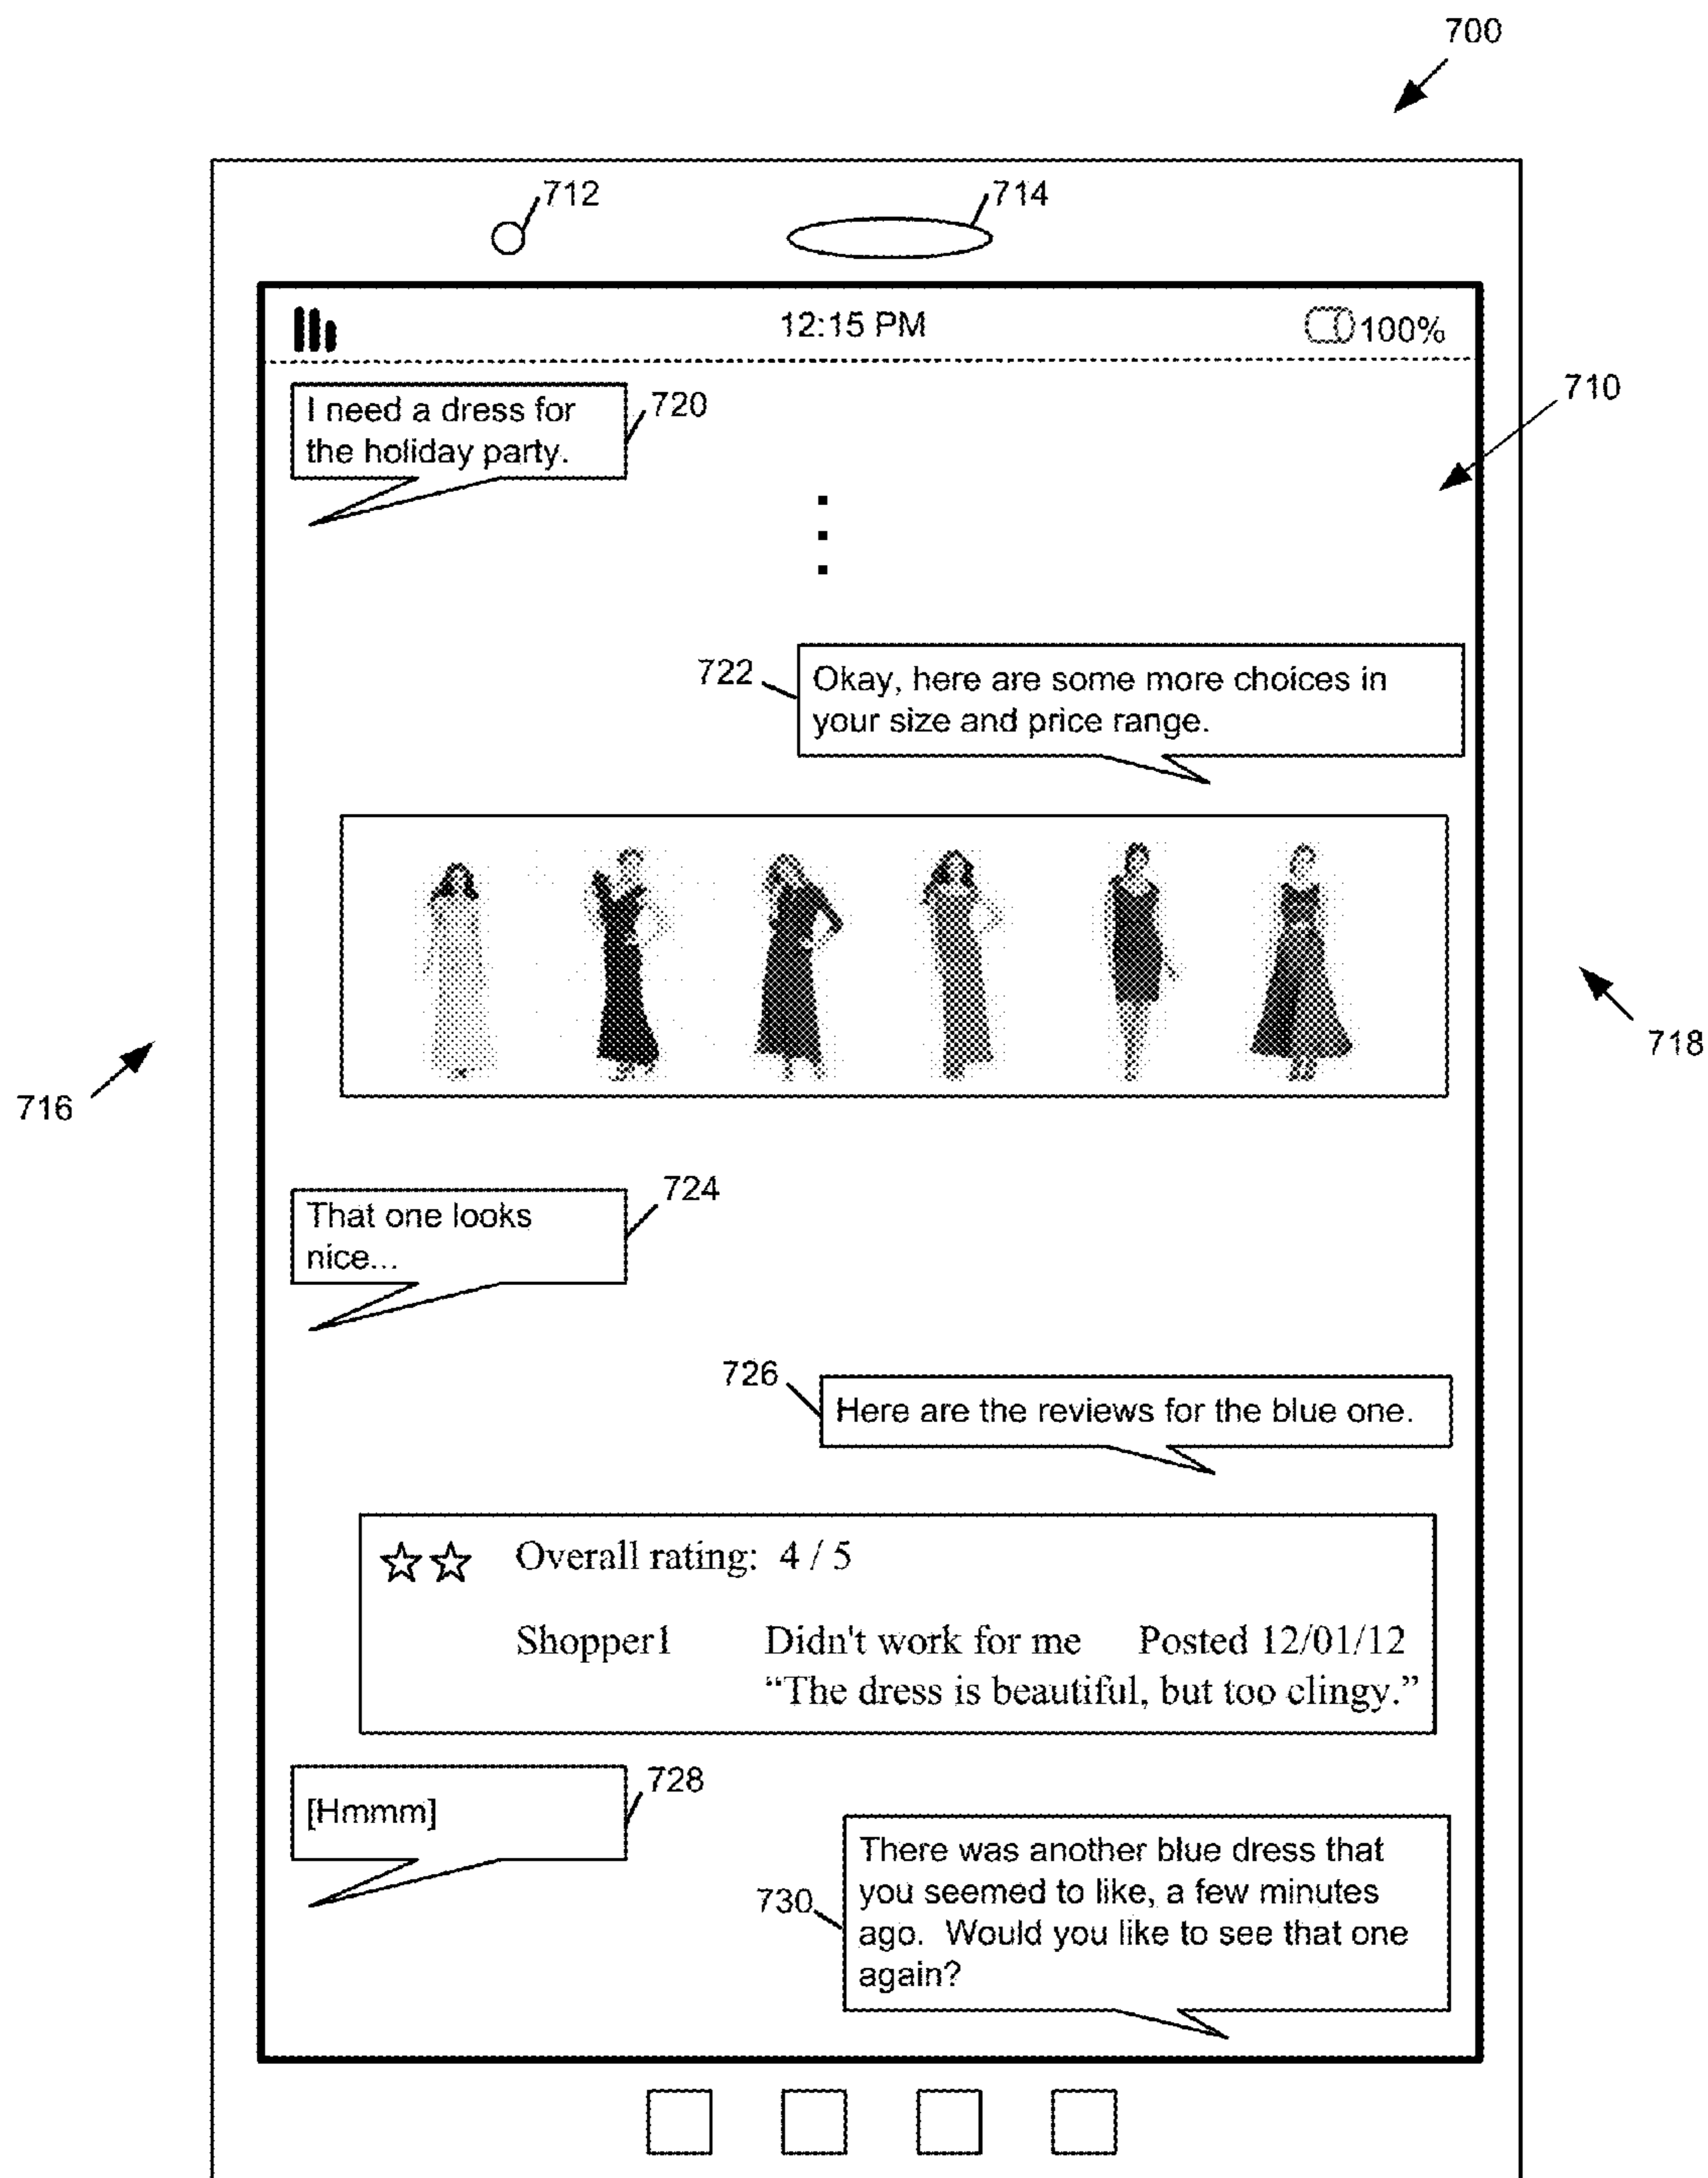 700
712
714
12:15 PM
100%
710
I need a dress for
the holiday party.
720
722
Okay, here are some more choices in
your size and price range.
718
716
724
That one looks
nice...
726
Here are the reviews for the blue one.
Overall rating: 4 / 5
Shopper1 Didn't work for me Posted 12/01/12
“The dress is beautiful, but too clingy.”
728
[Hmmm]
730
There was another blue dress that
you seemed to like, a few minutes
ago. Would you like to see that one
again?